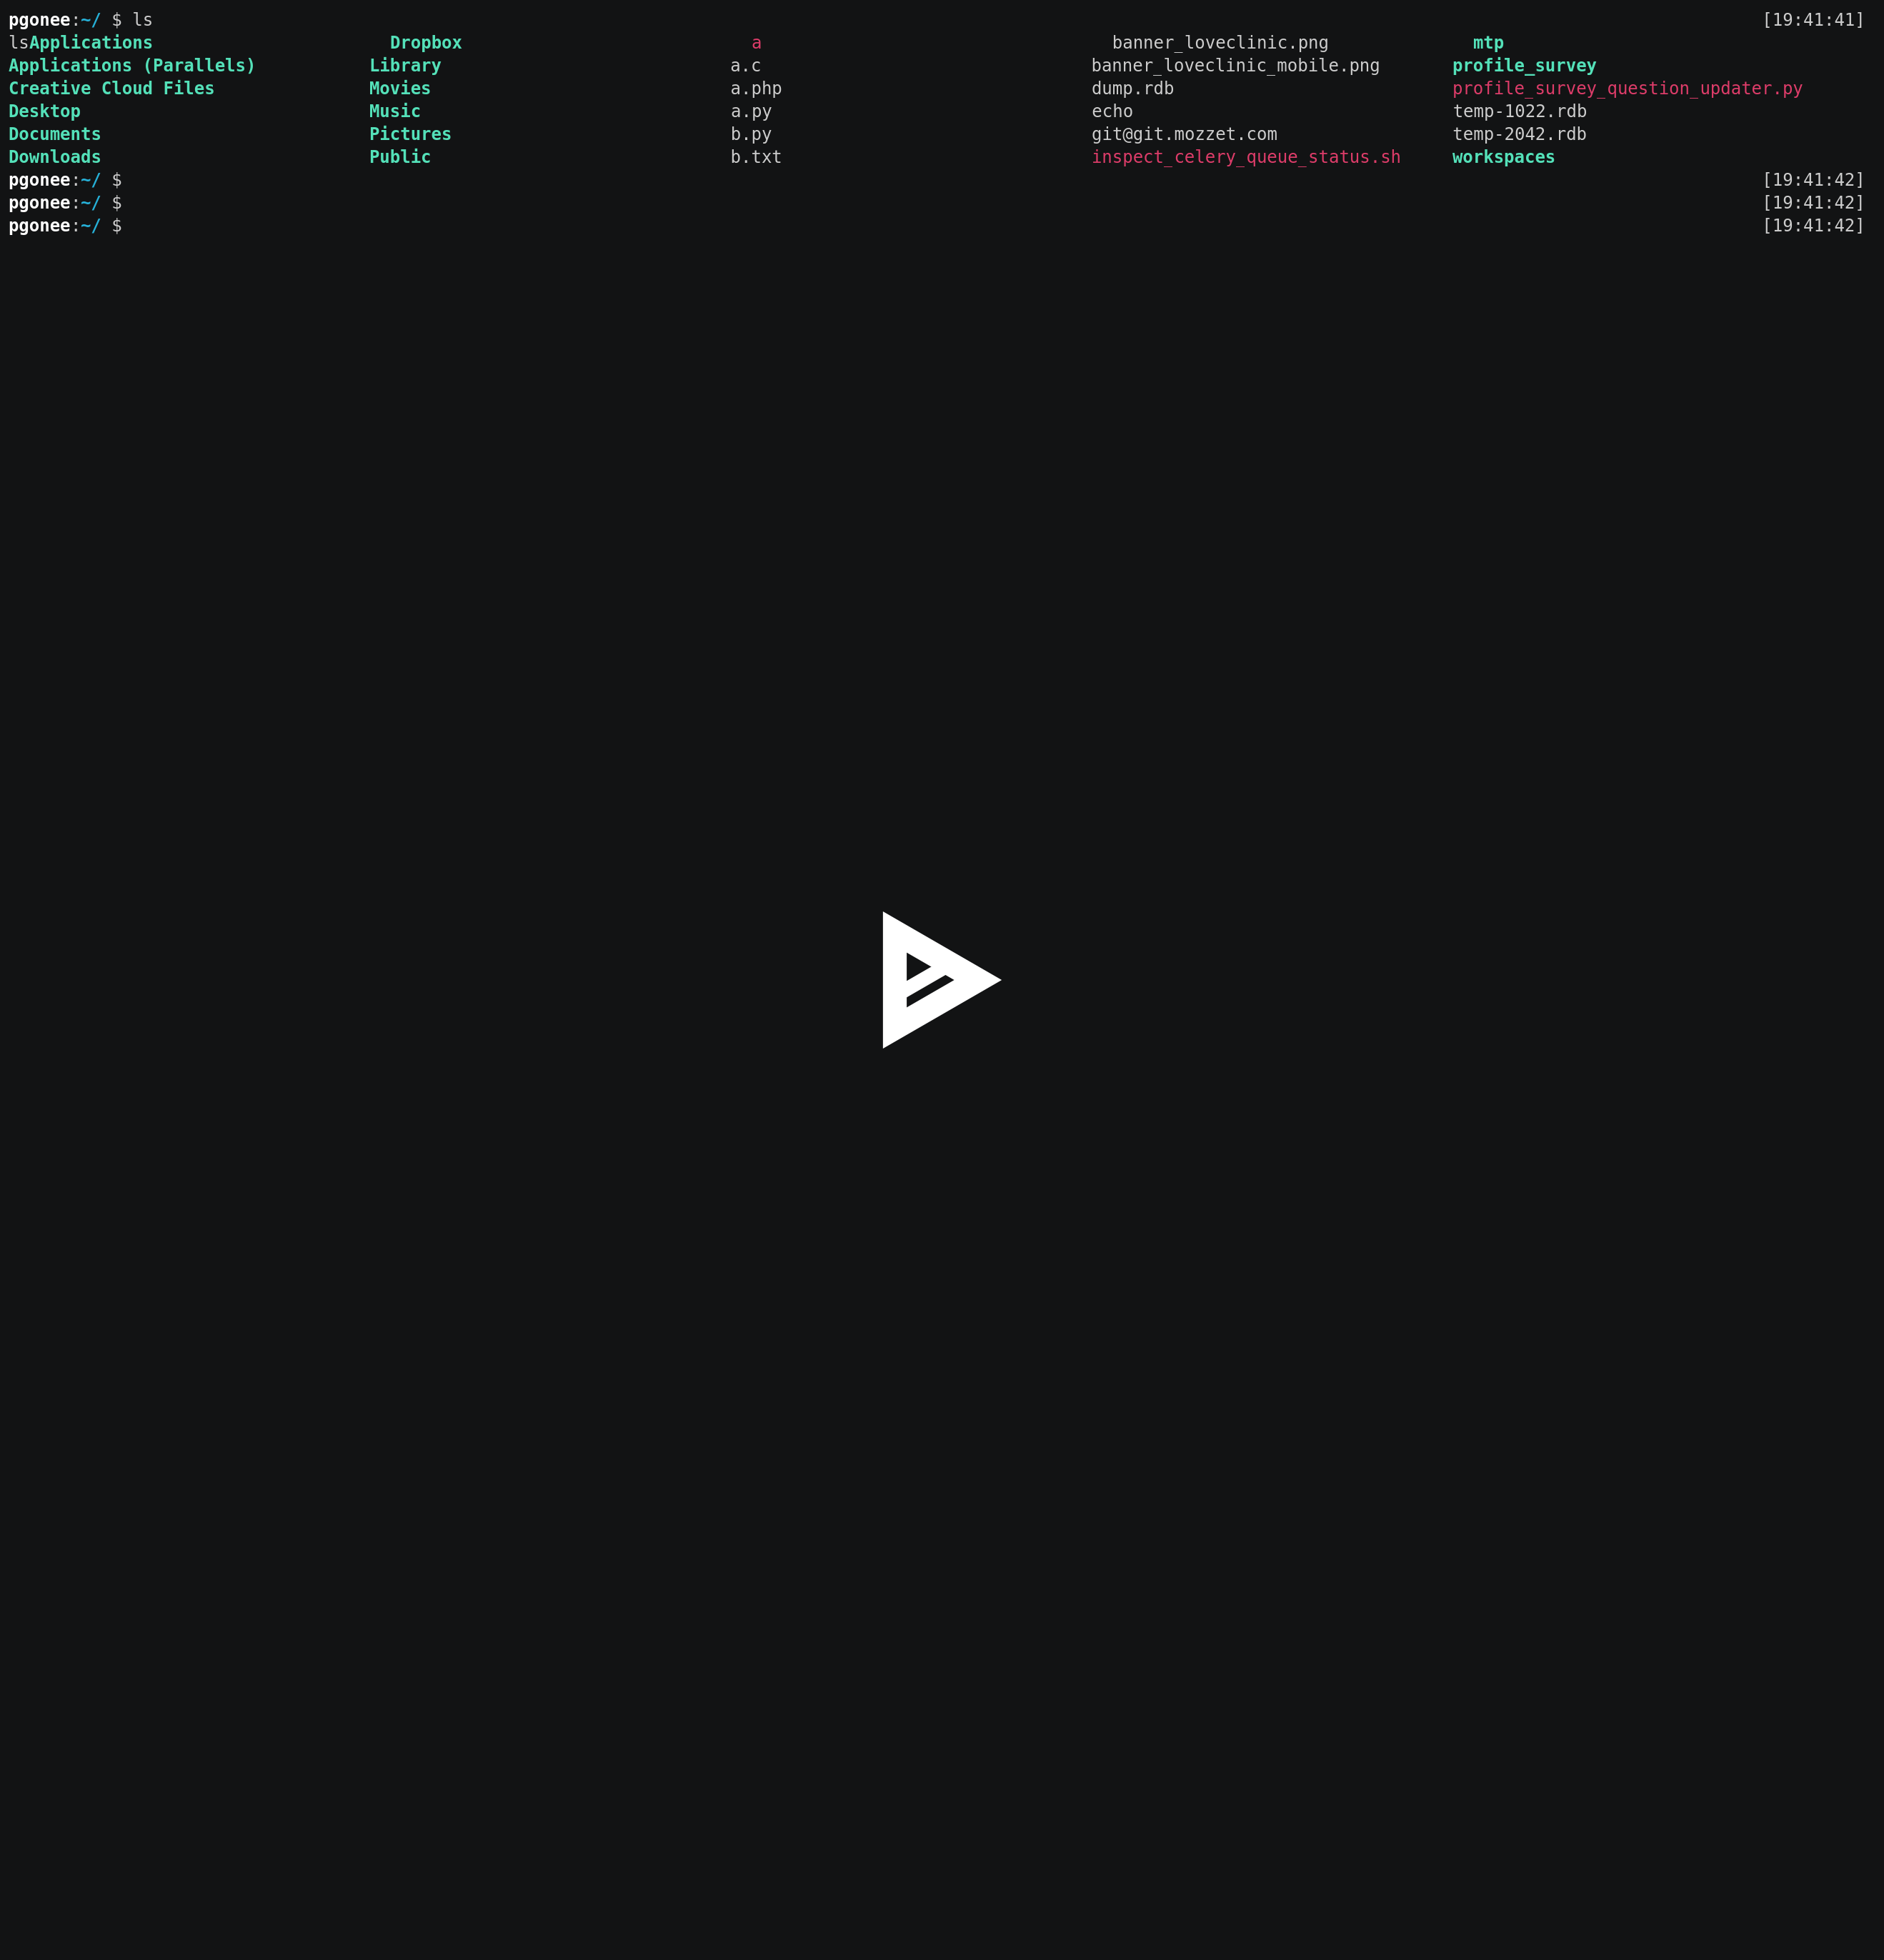 pgonee:~/ $ ls [19:41:41]
lsApplications Dropbox a banner_loveclinic.png mtp
Applications (Parallels) Library a.c banner_loveclinic_mobile.png profile_survey
Creative Cloud Files Movies a.php dump.rdb profile_survey_question_updater.py
Desktop Music a.py echo temp-1022.rdb
Documents Pictures b.py git@git.mozzet.com temp-2042.rdb
Downloads Public b.txt inspect_celery_queue_status.sh workspaces
pgonee:~/ $ [19:41:42]
pgonee:~/ $ [19:41:42]
pgonee:~/ $ [19:41:42]